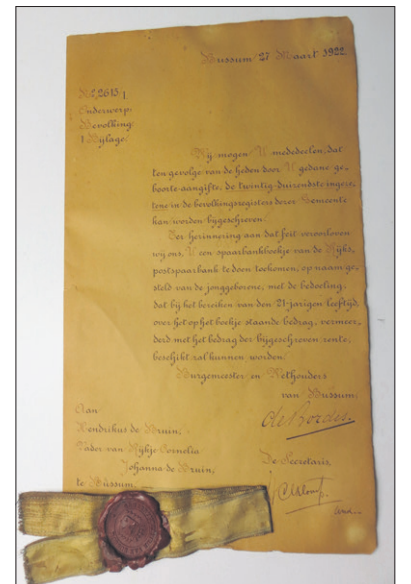 Bussum, 27 Maart 1922
No. 2613.
Onderwerp:
Bevolking.
1 Bijlage.
Wij mogen U mededeelen, dat
ten gevolge van de heden door U gedane ge-
boorte-aangifte, de twintig-duizendste ingeze-
tene in de bevolkingsregisters dezer Gemeente
kan worden bijgeschreven.
Ter herinnering aan dat feit veroorloven
wij ons, U een spaarbankboekje van de Rijks-
postspaarbank te doen toekomen, op naam ge-
steld van de jonggeborene, met de bedoeling,
dat bij het bereiken van den 21-jarigen leeftijd,
over het op het boekje staande bedrag, vermeer-
derd met het bedrag der bijgeschreven rente,
beschikt zal kunnen worden.
Burgemeester en Wethouders
van Bussum,
de Bordes
Aan
Hendrikus de Bruin,
Vader van Rijkje Cornelia
Johanna de Bruin,
te Bussum.
De Secretaris,